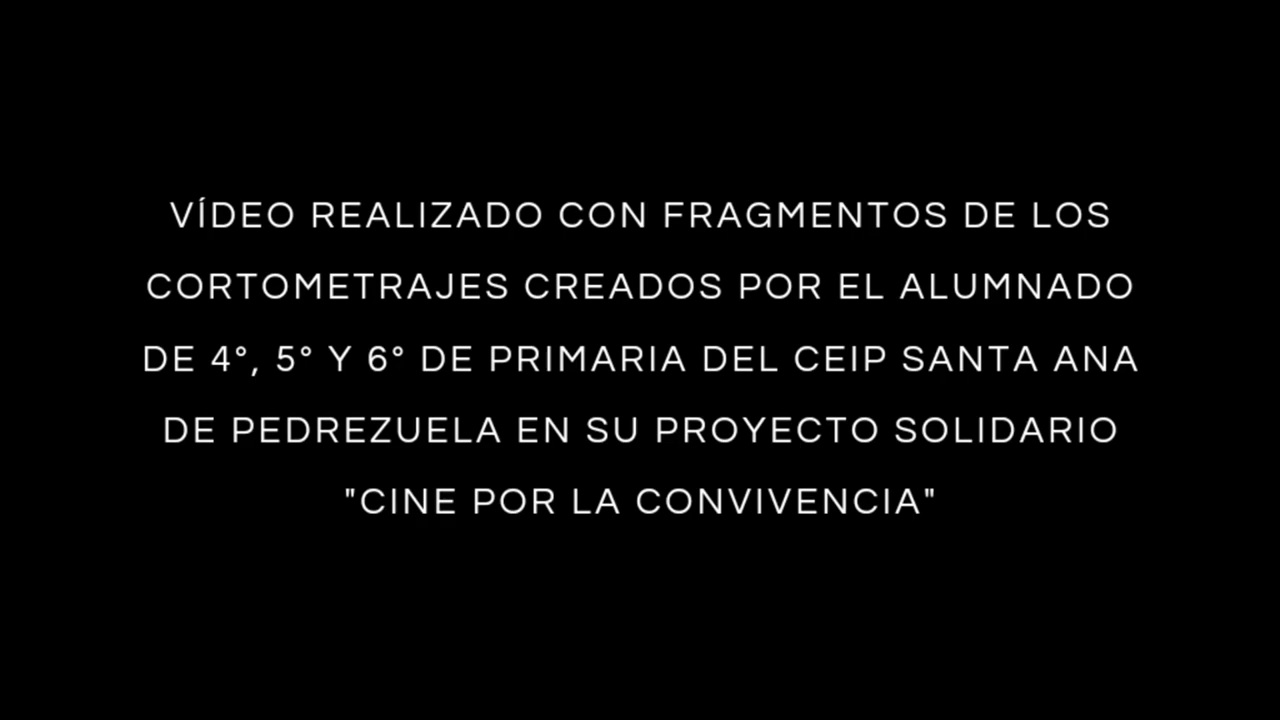 VÍDEO REALIZADO CON FRAGMENTOS DE LOS
CORTOMETRAJES CREADOS POR EL ALUMNADO
DE 4°, 5° Y 6° DE PRIMARIA DEL CEIP SANTA ANA
DE PEDREZUELA EN SU PROYECTO SOLIDARIO
"CINE POR LA CONVIVENCIA"